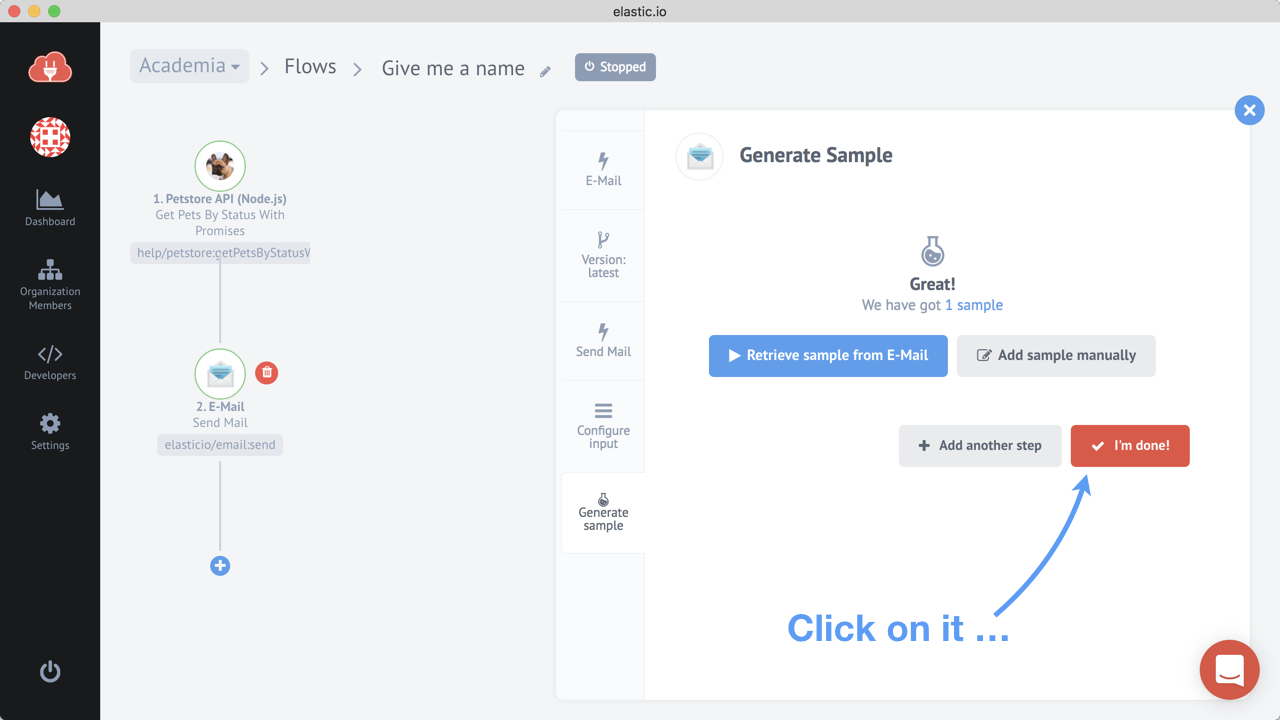 elastic.io
Academia
Flows
Give me a name
Stopped
Dashboard
Organization
Members
Developers
Settings
1. Petstore API (Node.js)
Get Pets By Status With
Promises
help/petstore:getPetsByStatusW
2. E-Mail
Send Mail
elasticio/email:send
E-Mail
Version:
latest
Send Mail
Configure
input
Generate
sample
Generate Sample
Great!
We have got 1 sample
Retrieve sample from E-Mail
Add sample manually
Add another step
I'm done!
Click on it ...